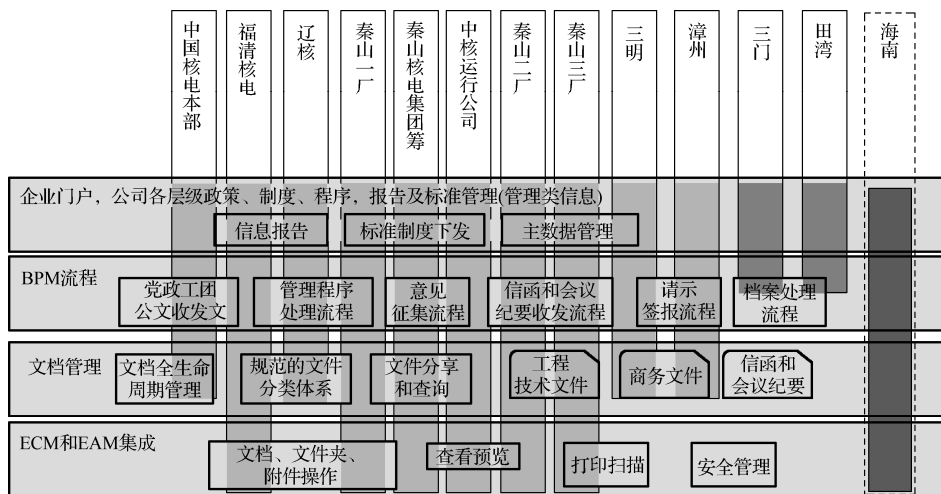 中国核电本部
福清核电
辽核
秦山一厂
秦山核电集团筹
中核运行公司
秦山二厂
秦山三厂
三明
漳州
三门
田湾
海南
企业门户，公司各层级政策、制度、程序，报告及标准管理(管理类信息)
信息报告
标准制度下发
主数据管理
BPM流程
党政工团
公文收发文
管理程序
处理流程
意见
征集流程
信函和会议
纪要收发流程
请示
签报流程
档案处理
流程
文档管理
文档全生命
周期管理
规范的文件
分类体系
文件分享
和查询
工程
技术文件
商务文件
信函和
会议纪要
ECM和EAM集成
文档、文件夹、
附件操作
查看预览
打印扫描
安全管理